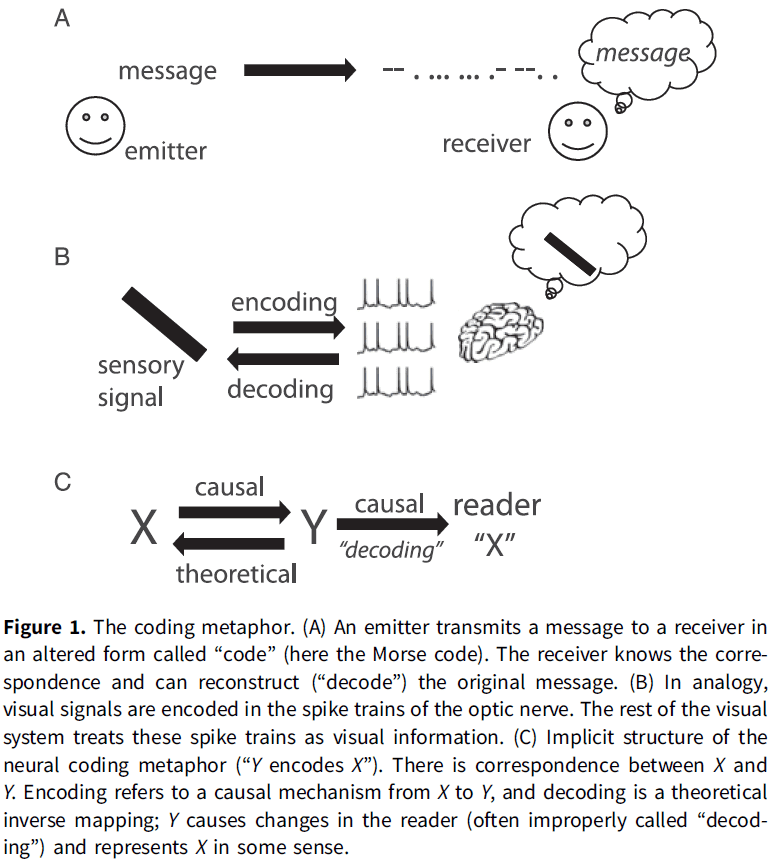 A
message
-- . ... ... .- --. .
message
emitter
receiver
B
encoding
sensory
signal
decoding
C
causal
causal
reader
X
Y
"decoding"
"X"
theoretical
Figure 1. The coding metaphor. (A) An emitter transmits a message to a receiver in
an altered form called “code” (here the Morse code). The receiver knows the corre-
spondence and can reconstruct (“decode”) the original message. (B) In analogy,
visual signals are encoded in the spike trains of the optic nerve. The rest of the visual
system treats these spike trains as visual information. (C) Implicit structure of the
neural coding metaphor (“Y encodes X”). There is correspondence between X and
Y. Encoding refers to a causal mechanism from X to Y, and decoding is a theoretical
inverse mapping; Y causes changes in the reader (often improperly called “decod-
ing”) and represents X in some sense.